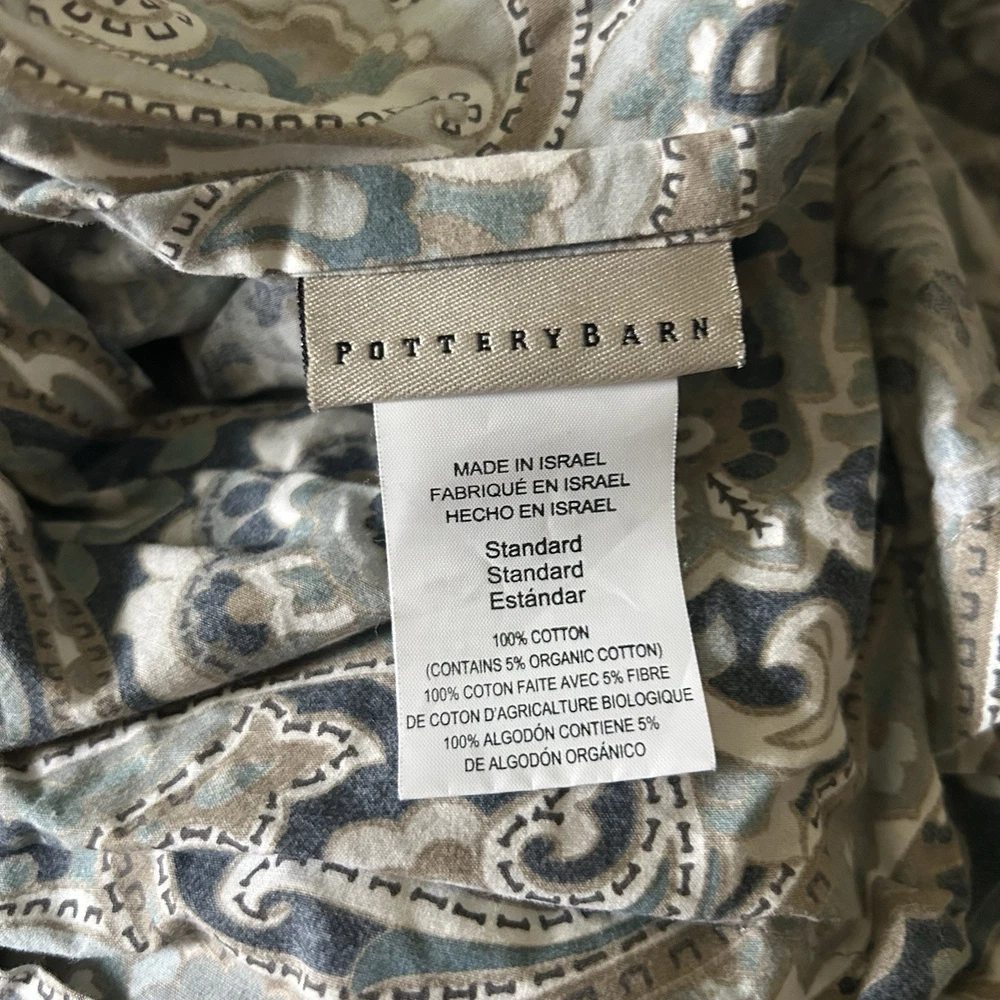 POTTERYBARN
MADE IN ISRAEL
FABRIQUÉ EN ISRAEL
HECHO EN ISRAEL
Standard
Standard
Estándar
100% COTTON
(CONTAINS 5% ORGANIC COTTON)
100% COTON FAITE AVEC 5% FIBRE
DE COTON D'AGRICULTURE BIOLOGIQUE
100% ALGODÓN CONTIENE 5%
DE ALGODÓN ORGÁNICO